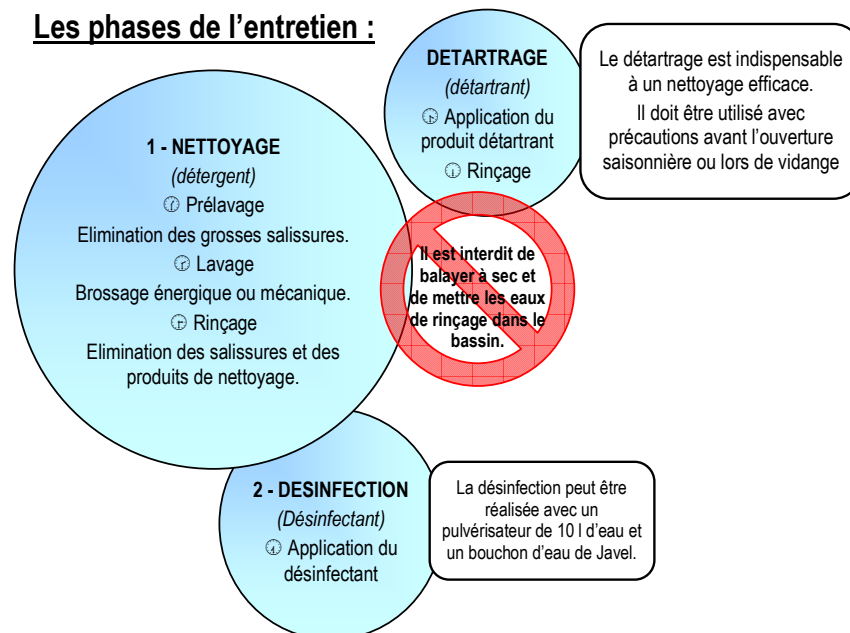 Les phases de l'entretien :
DETARTRAGE
(détartrant)
🕒 Application du
produit détartrant
🕕 Rinçage
Le détartrage est indispensable
à un nettoyage efficace.
Il doit être utilisé avec
précautions avant l'ouverture
saisonnière ou lors de vidange
1 - NETTOYAGE
(détergent)
🕐 Prélavage
Elimination des grosses salissures.
🕑 Lavage
Brossage énergique ou mécanique.
🕒 Rinçage
Elimination des salissures et des
produits de nettoyage.
Il est interdit de
balayer à sec et
de mettre les eaux
de rinçage dans le
bassin.
2 - DESINFECTION
(Désinfectant)
🕓 Application du
désinfectant
La désinfection peut être
réalisée avec un
pulvérisateur de 10 l d'eau et
un bouchon d'eau de Javel.